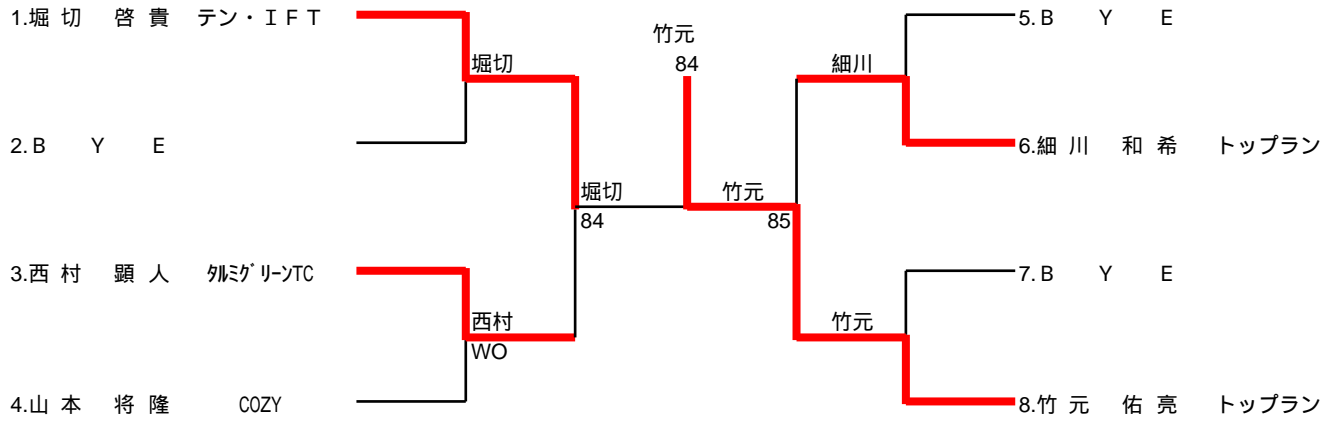 1.堀 切 啓 貴 テン・ＩＦＴ
堀切
2.B Y E
堀切
84
3.西 村 顕 人 ﾀﾙﾐｸﾞﾘｰﾝTC
西村
WO
4.山 本 将 隆 COZY
竹元
84
5.B Y E
細川
6.細 川 和 希 トップラン
竹元
85
7.B Y E
竹元
8.竹 元 佑 亮 トップラン